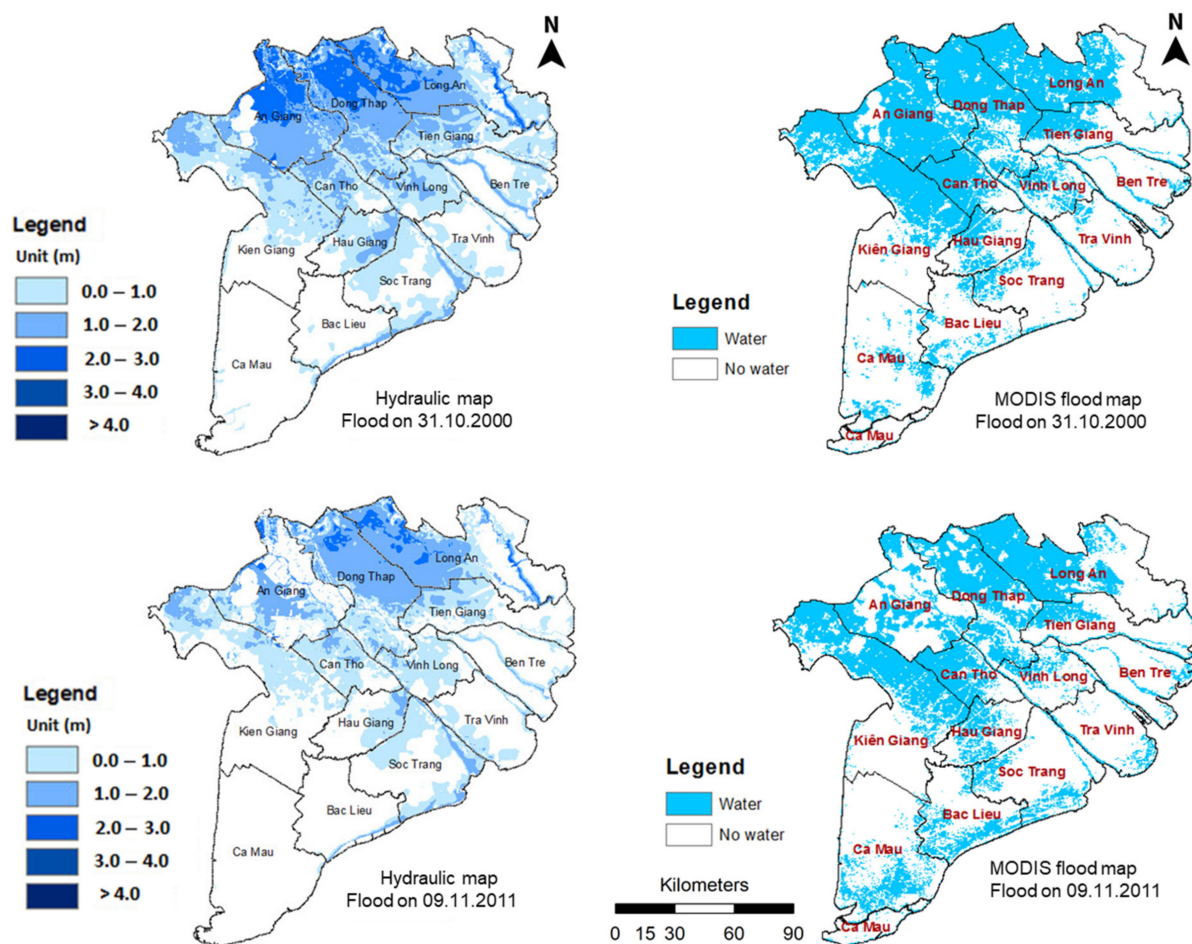 N
Long An
Dong Thap
An Giang
Tien Giang
Can Tho
Vinh Long
Ben Tre
Kien Giang
Hau Giang
Tra Vinh
Soc Trang
Bac Lieu
Ca Mau
Legend
Unit (m)
0.0 – 1.0
1.0 – 2.0
2.0 – 3.0
3.0 – 4.0
> 4.0
Hydraulic map
Flood on 31.10.2000
N
Long An
Dong Thap
An Giang
Tien Giang
Can Tho
Vinh Long
Ben Tre
Kiên Giang
Hau Giang
Tra Vinh
Soc Trang
Bac Lieu
Ca Mau
Ca Mau
Legend
Water
No water
MODIS flood map
Flood on 31.10.2000
Long An
Dong Thap
An Giang
Tien Giang
Can Tho
Vinh Long
Ben Tre
Kien Giang
Hau Giang
Tra Vinh
Soc Trang
Bac Lieu
Ca Mau
Legend
Unit (m)
0.0 – 1.0
1.0 – 2.0
2.0 – 3.0
3.0 – 4.0
> 4.0
Hydraulic map
Flood on 09.11.2011
Long An
Dong Thap
An Giang
Tien Giang
Can Tho
Vinh Long
Ben Tre
Kiên Giang
Hau Giang
Tra Vinh
Soc Trang
Bac Lieu
Ca Mau
Ca Mau
Legend
Water
No water
Kilometers
0 15 30 60 90
MODIS flood map
Flood on 09.11.2011